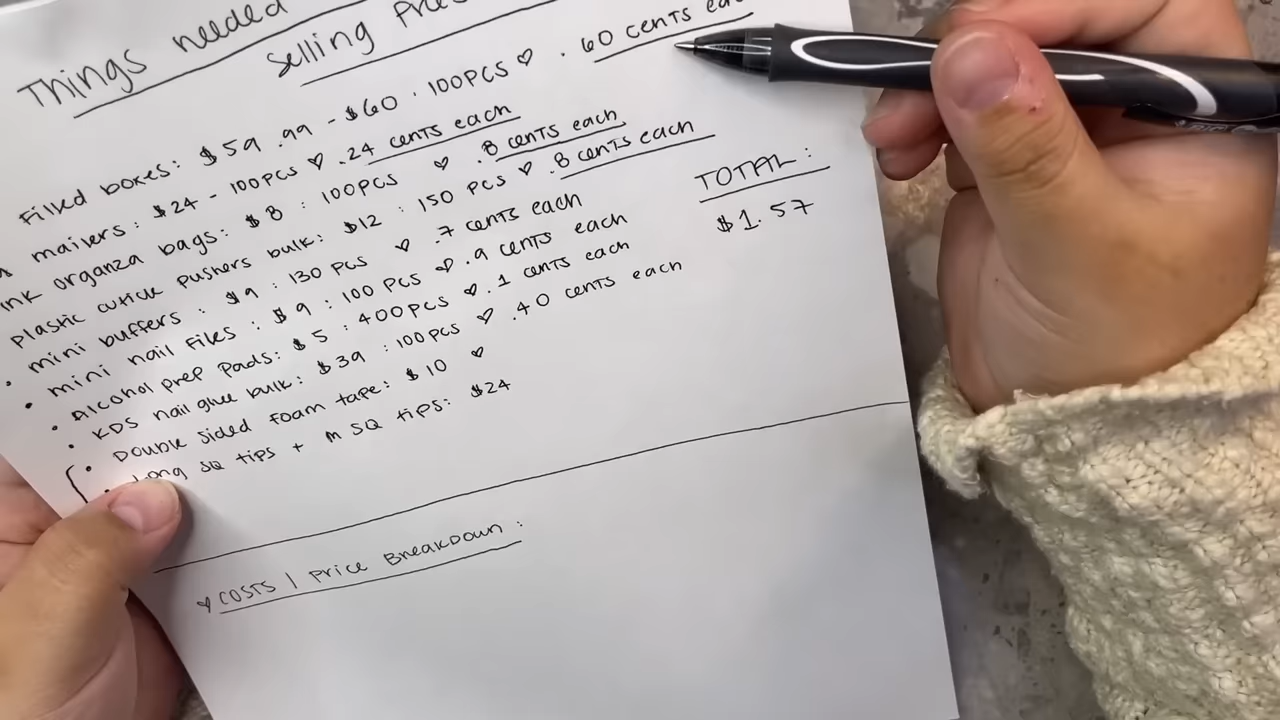 Things needed
Selling
Filled boxes: $59.99 - $60 . 100PCS ♡ . 60 cents
mailers: $24 - 100PCS ♡ .24 cents each
organza bags: $8 : 100PCS ♡ .8 cents each
Plastic cuticle pushers bulk: $12 : 150 PCS ♡ .8 cents each
• mini buffers : $9 : 130 PCS ♡ .7 cents each
• mini nail files : $9 : 100 PCS ♡ .9 cents each
• Alcohol prep pads: $5 : 400PCS ♡ .1 cents each
• KDS nail glue bulk: $39 : 100PCS ♡ .40 cents each
• Double sided foam tape: $10 ♡
• Long SQ tips + m SQ tips: $24
TOTAL:
$1.57
♡ COSTS | Price Breakdown :